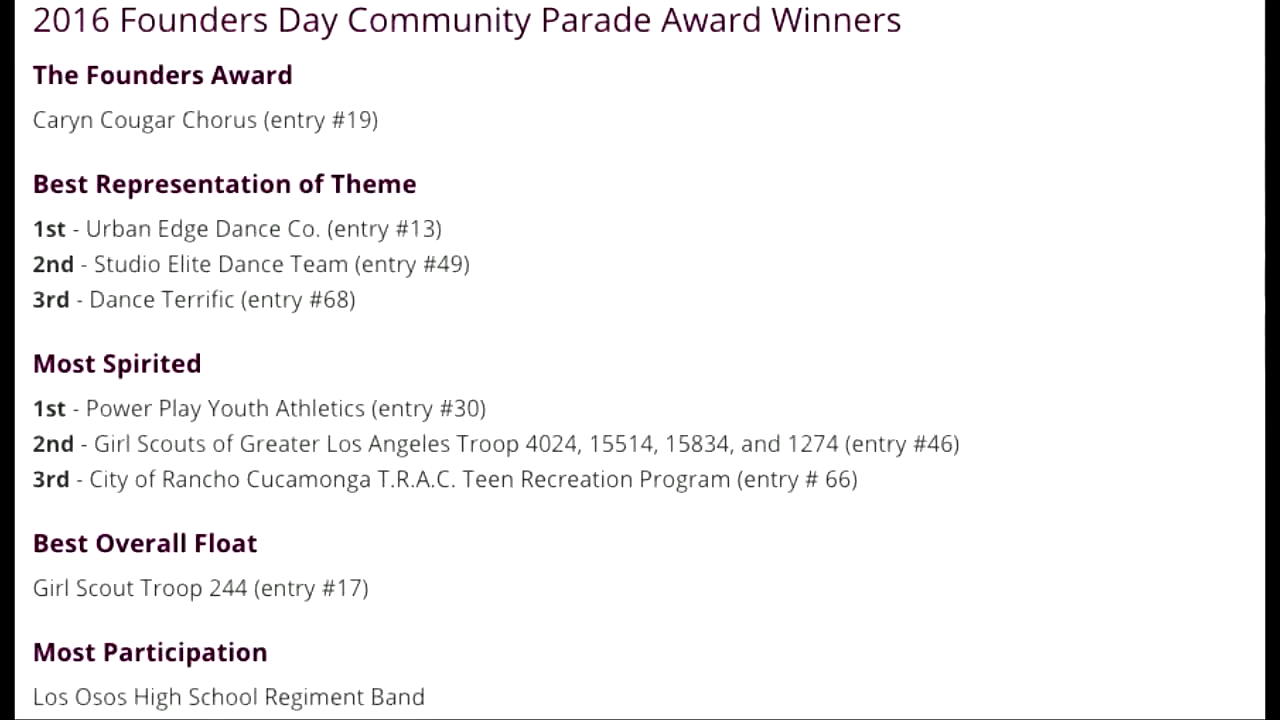 2016 Founders Day Community Parade Award Winners
The Founders Award
Caryn Cougar Chorus (entry #19)
Best Representation of Theme
1st - Urban Edge Dance Co. (entry #13)
2nd - Studio Elite Dance Team (entry #49)
3rd - Dance Terrific (entry #68)
Most Spirited
1st - Power Play Youth Athletics (entry #30)
2nd - Girl Scouts of Greater Los Angeles Troop 4024, 15514, 15834, and 1274 (entry #46)
3rd - City of Rancho Cucamonga T.R.A.C. Teen Recreation Program (entry # 66)
Best Overall Float
Girl Scout Troop 244 (entry #17)
Most Participation
Los Osos High School Regiment Band